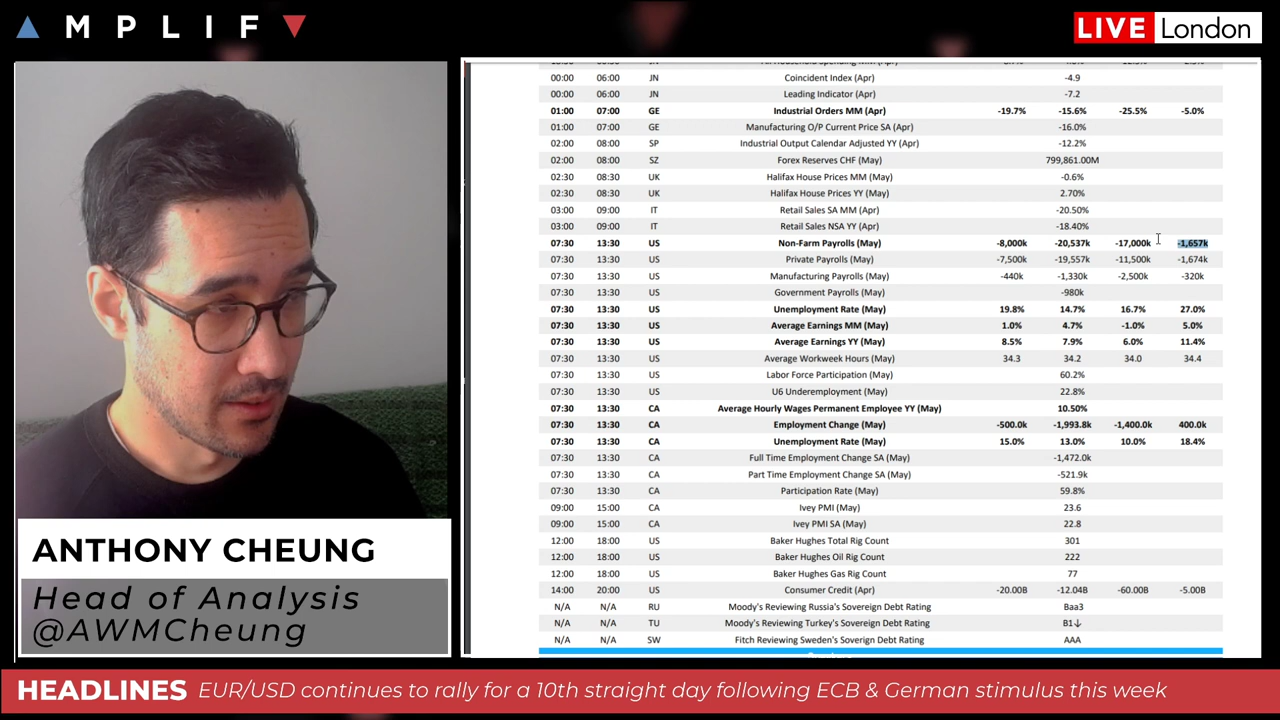 AMPLIFY
LIVE London
00:00 06:00 JN Coincident Index (Apr) -4.9
00:00 06:00 JN Leading Indicator (Apr) -7.2
01:00 07:00 GE Industrial Orders MM (Apr) -19.7% -15.6% -25.5% -5.0%
01:00 07:00 GE Manufacturing O/P Current Price SA (Apr) -16.0%
02:00 08:00 SP Industrial Output Calendar Adjusted YY (Apr) -12.2%
02:00 08:00 SZ Forex Reserves CHF (May) 799,861.00M
02:30 08:30 UK Halifax House Prices MM (May) -0.6%
02:30 08:30 UK Halifax House Prices YY (May) 2.70%
03:00 09:00 IT Retail Sales SA MM (Apr) -20.50%
03:00 09:00 IT Retail Sales NSA YY (Apr) -18.40%
07:30 13:30 US Non-Farm Payrolls (May) -8,000k -20,537k -17,000k -1,657k
07:30 13:30 US Private Payrolls (May) -7,500k -19,557k -11,500k -1,674k
07:30 13:30 US Manufacturing Payrolls (May) -440k -1,330k -2,500k -320k
07:30 13:30 US Government Payrolls (May) -980k
07:30 13:30 US Unemployment Rate (May) 19.8% 14.7% 16.7% 27.0%
07:30 13:30 US Average Earnings MM (May) 1.0% 4.7% -1.0% 5.0%
07:30 13:30 US Average Earnings YY (May) 8.5% 7.9% 6.0% 11.4%
07:30 13:30 US Average Workweek Hours (May) 34.3 34.2 34.0 34.4
07:30 13:30 US Labor Force Participation (May) 60.2%
07:30 13:30 US U6 Underemployment (May) 22.8%
07:30 13:30 CA Average Hourly Wages Permanent Employee YY (May) 10.50%
07:30 13:30 CA Employment Change (May) -500.0k -1,993.8k -1,400.0k 400.0k
07:30 13:30 CA Unemployment Rate (May) 15.0% 13.0% 10.0% 18.4%
07:30 13:30 CA Full Time Employment Change SA (May) -1,472.0k
07:30 13:30 CA Part Time Employment Change SA (May) -521.9k
07:30 13:30 CA Participation Rate (May) 59.8%
09:00 15:00 CA Ivey PMI (May) 23.6
09:00 15:00 CA Ivey PMI SA (May) 22.8
12:00 18:00 US Baker Hughes Total Rig Count 301
12:00 18:00 US Baker Hughes Oil Rig Count 222
12:00 18:00 US Baker Hughes Gas Rig Count 77
14:00 20:00 US Consumer Credit (Apr) -20.00B -12.04B -60.00B -5.00B
N/A N/A RU Moody's Reviewing Russia's Sovereign Debt Rating Baa3
N/A N/A TU Moody's Reviewing Turkey's Sovereign Debt Rating B1↓
N/A N/A SW Fitch Reviewing Sweden's Soverign Debt Rating AAA
ANTHONY CHEUNG
Head of Analysis
@AWMCheung
HEADLINES EUR/USD continues to rally for a 10th straight day following ECB & German stimulus this week